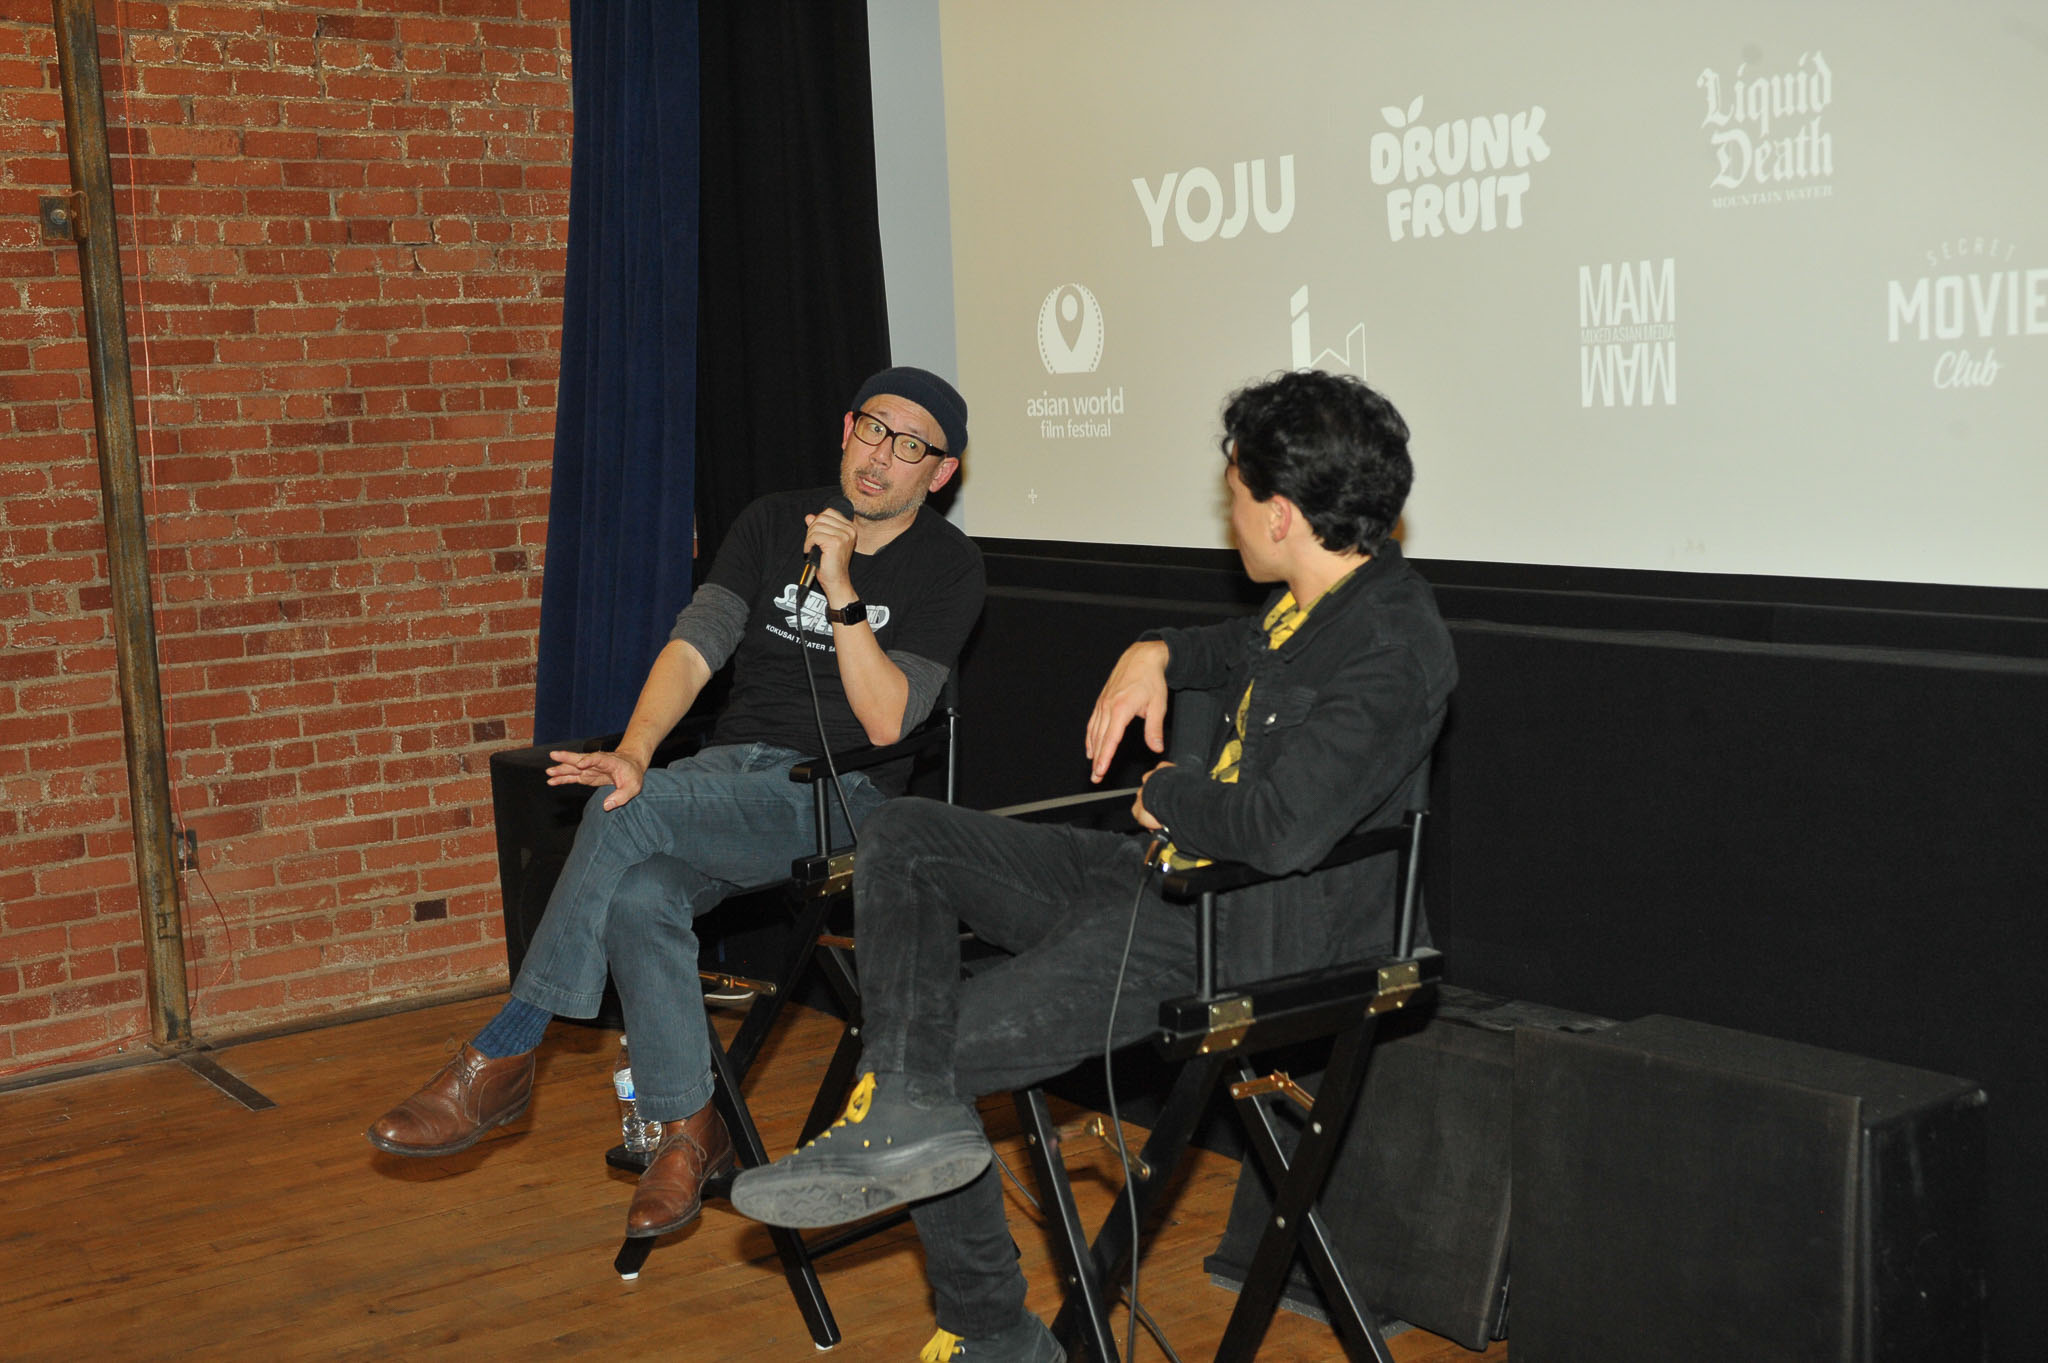 YOJU
DRUNK
FRUIT
Liquid
Death
MOUNTAIN WATER
asian world
film festival
MAM
MIXED ASIAN MEDIA
MAM
SECRET
MOVIE
Club
KOKUSAI THEATER